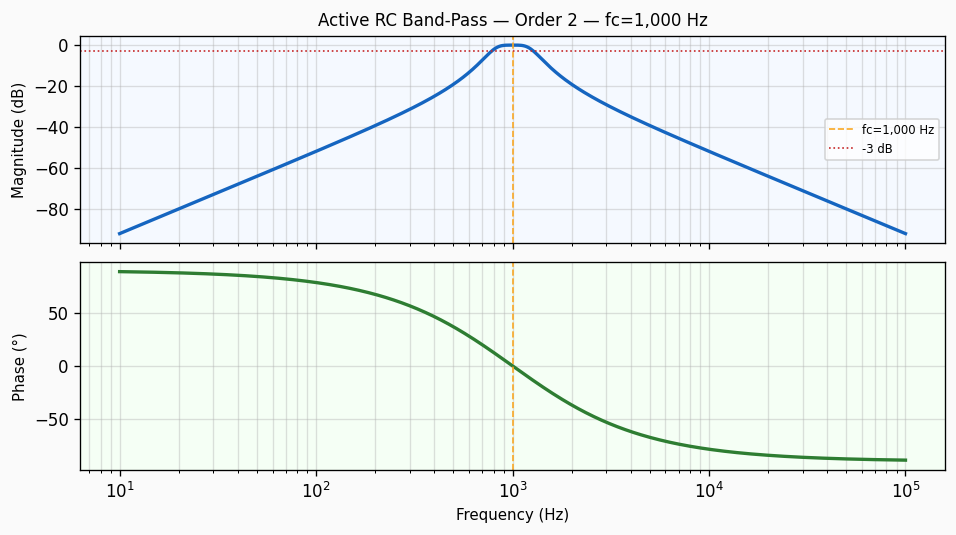 Active RC Band-Pass — Order 2 — fc=1,000 Hz
Magnitude (dB)
0
−20
−40
−60
−80
fc=1,000 Hz
-3 dB
Phase (°)
50
0
−50
10¹
10²
10³
10⁴
10⁵
Frequency (Hz)